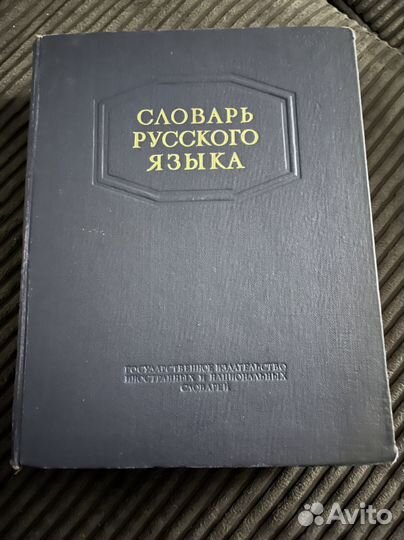 СЛОВАРЬ
РУССКОГО
ЯЗЫКА
ГОСУДАРСТВЕННОЕ ИЗДАТЕЛЬСТВО
ИНОСТРАННЫХ И НАЦИОНАЛЬНЫХ
СЛОВАРЕЙ
Avito